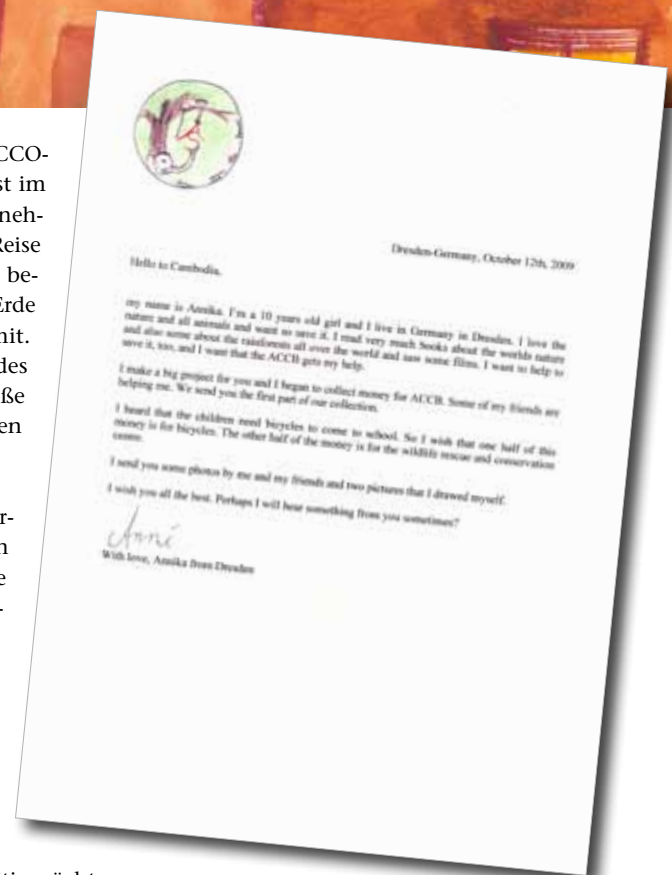 CCO-
st im
neh-
Reise
be-
Erde
mit.
des
ße
en
r-
n
e
-
Dresden-Germany, October 12th, 2009
Hello to Cambodia,
my name is Annika. I'm a 10 years old girl and I live in Germany in Dresden. I love the
nature and all animals and want to save it. I read very much books about the worlds nature
and also some about the rainforests all over the world and saw some films. I want to help to
save it, too, and I want that the ACCB gets my help.
I make a big project for you and I began to collect money for ACCB. Some of my friends are
helping me. We send you the first part of our collection.
I heard that the children need bicycles to come to school. So I wish that one half of this
money is for bicycles. The other half of the money is for the wildlife rescue and conservation
centre.
I send you some photos by me and my friends and two pictures that I drawed myself.
I wish you all the best. Perhaps I will hear something from you sometimes?
Anni
With love, Annika from Dresden